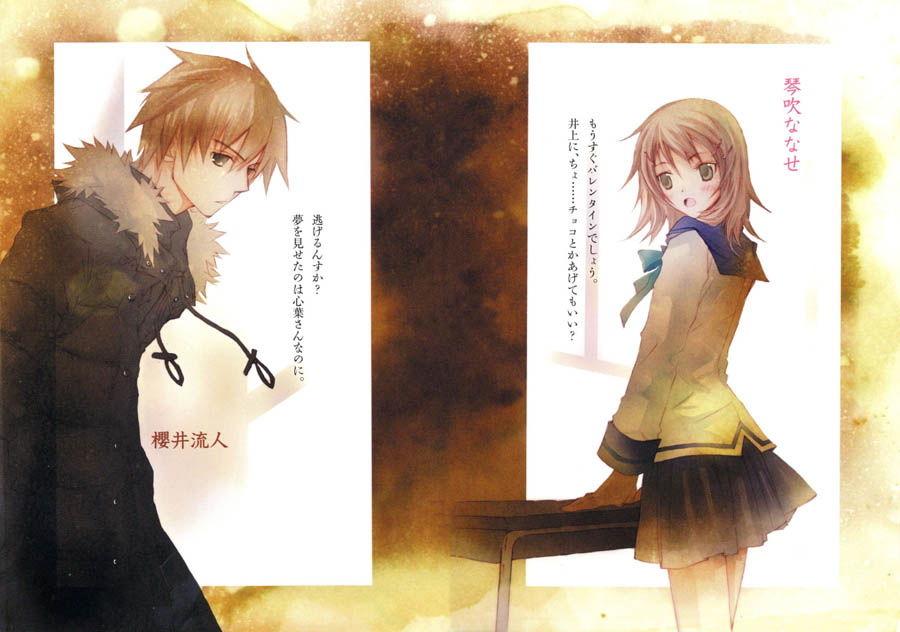 琴吹ななせ
もうすぐバレンタインでしょう。
井上に、ちょ……チョコとかあげてもいい？
逃げるんすか？
夢を見せたのは心葉さんなのに。
櫻井流人